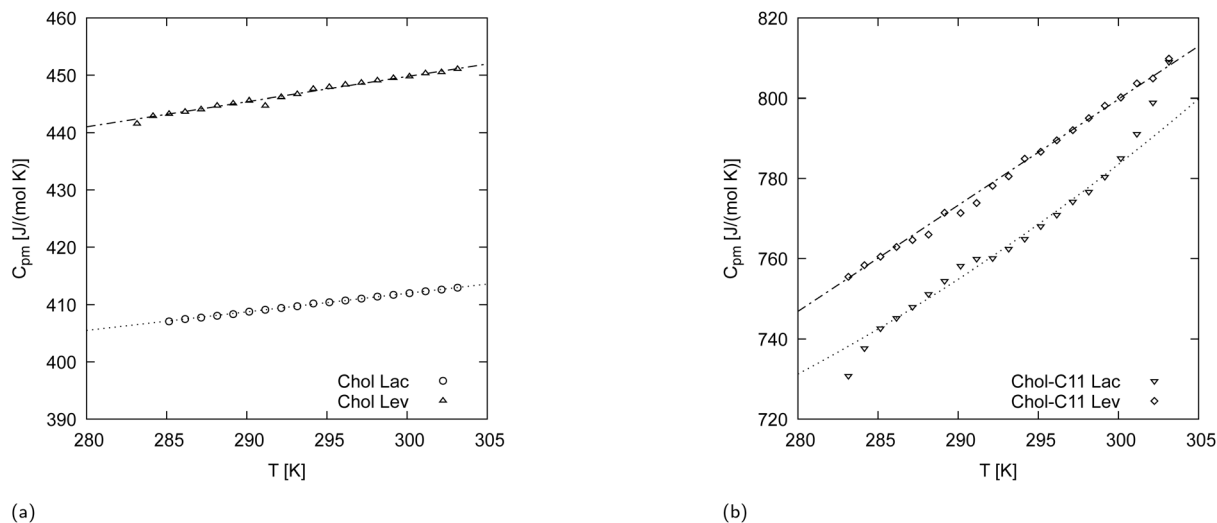 460
450
440
430
420
410
400
390
280 285 290 295 300 305
C_pm [J/(mol K)]
T [K]
Chol Lac
Chol Lev
(a)
820
800
780
760
740
720
280 285 290 295 300 305
C_pm [J/(mol K)]
T [K]
Chol-C11 Lac
Chol-C11 Lev
(b)